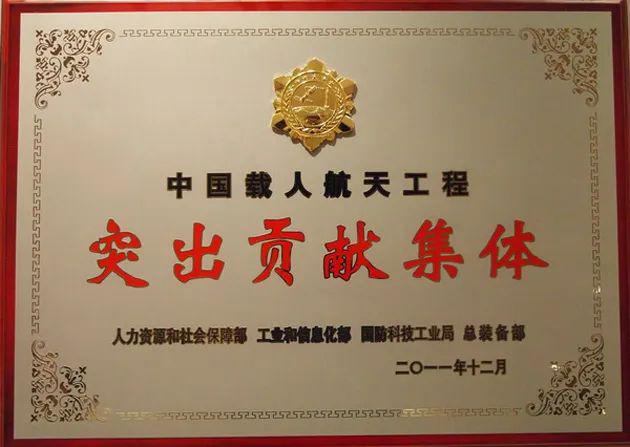 中国载人航天工程
突出贡献集体
人力资源和社会保障部 工业和信息化部 国防科技工业局 总装备部
二〇一一年十二月